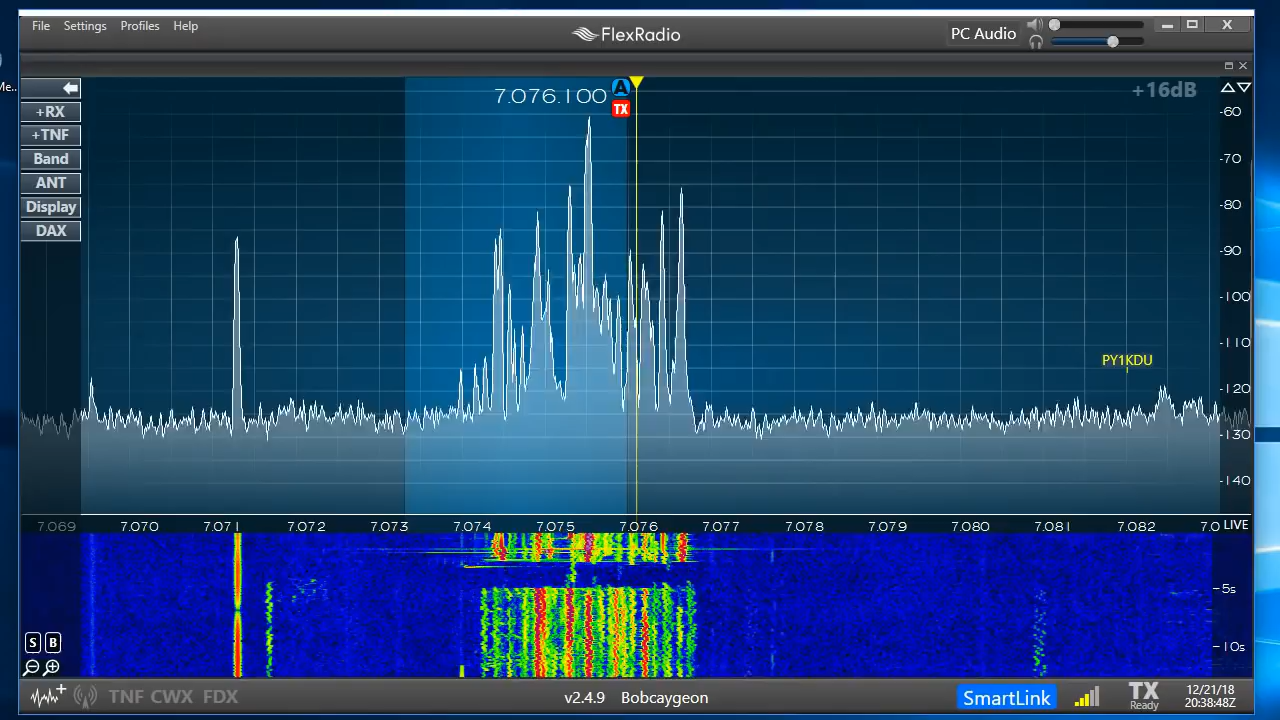 File Settings Profiles Help
FlexRadio
PC Audio
X
Me..
+RX
+TNF
Band
ANT
Display
DAX
7.076.100
A
TX
+16dB
-60
-70
-80
-90
-100
-110
PY1KDU
-120
-130
-140
7.069 7.070 7.071 7.072 7.073 7.074 7.075 7.076 7.077 7.078 7.079 7.080 7.081 7.082 7.0 LIVE
5s
10s
S B
TNF CWX FDX
v2.4.9 Bobcaygeon
SmartLink
TX
Ready
12/21/18
20:38:48Z